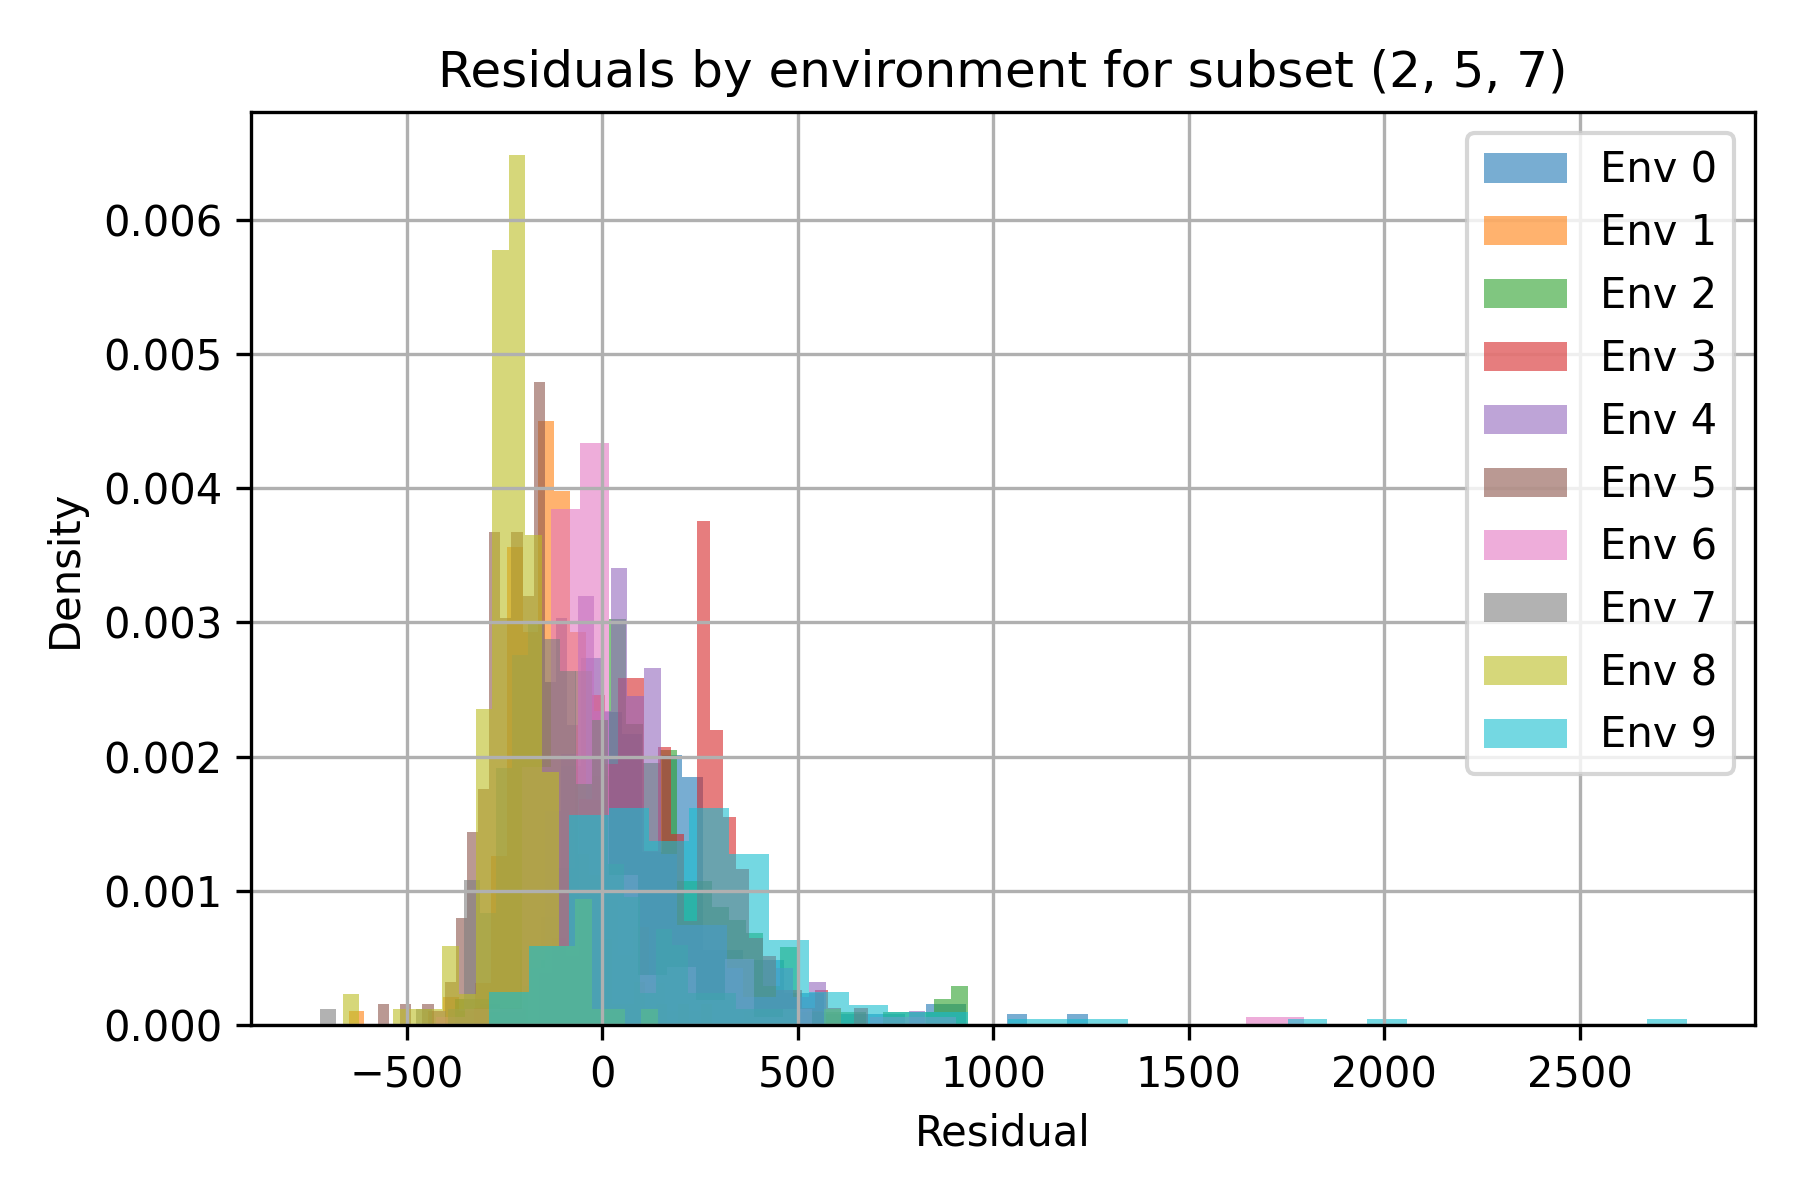 Residuals by environment for subset (2, 5, 7)
Density
0.006
0.005
0.004
0.003
0.002
0.001
0.000
−500
0
500
1000
1500
2000
2500
Residual
Env 0
Env 1
Env 2
Env 3
Env 4
Env 5
Env 6
Env 7
Env 8
Env 9